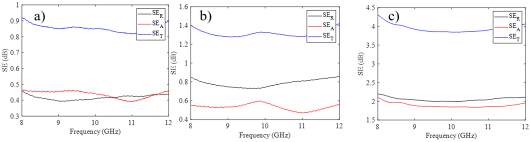 a)
1
0.9
0.8
0.7
0.6
0.5
0.4
0.3
SE (dB)
SE_R
SE_A
SE_T
8 9 10 11 12
Frequency (GHz)
b)
1.6
1.4
1.2
1
0.8
0.6
0.4
SE (dB)
SE_R
SE_A
SE_T
8 9 10 11 12
Frequency (GHz)
c)
4.5
4
3.5
3
2.5
2
1.5
SE (dB)
SE_R
SE_A
SE_T
8 9 10 11 12
Frequency (GHz)